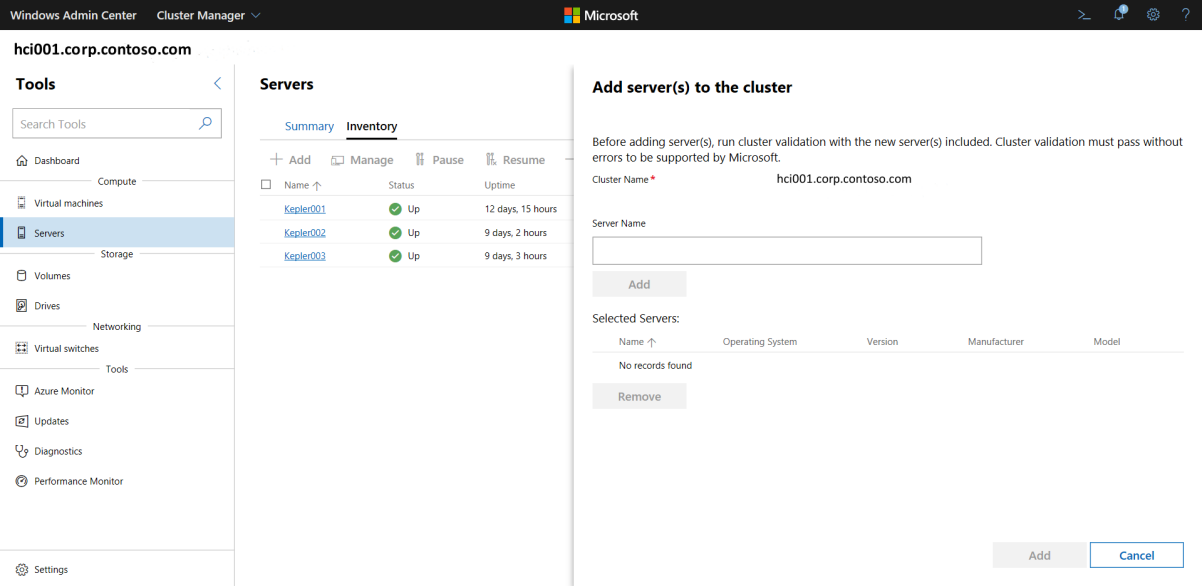 Windows Admin Center Cluster Manager Microsoft 1
hci001.corp.contoso.com
Tools
Search Tools
Dashboard
Compute
Virtual machines
Servers
Storage
Volumes
Drives
Networking
Virtual switches
Tools
Azure Monitor
Updates
Diagnostics
Performance Monitor
Settings
Servers
Summary Inventory
Add Manage Pause Resume
Name Status Uptime
Kepler001 Up 12 days, 15 hours
Kepler002 Up 9 days, 2 hours
Kepler003 Up 9 days, 3 hours
Add server(s) to the cluster
Before adding server(s), run cluster validation with the new server(s) included. Cluster validation must pass without
errors to be supported by Microsoft.
Cluster Name * hci001.corp.contoso.com
Server Name
Add
Selected Servers:
Name Operating System Version Manufacturer Model
No records found
Remove
Add Cancel